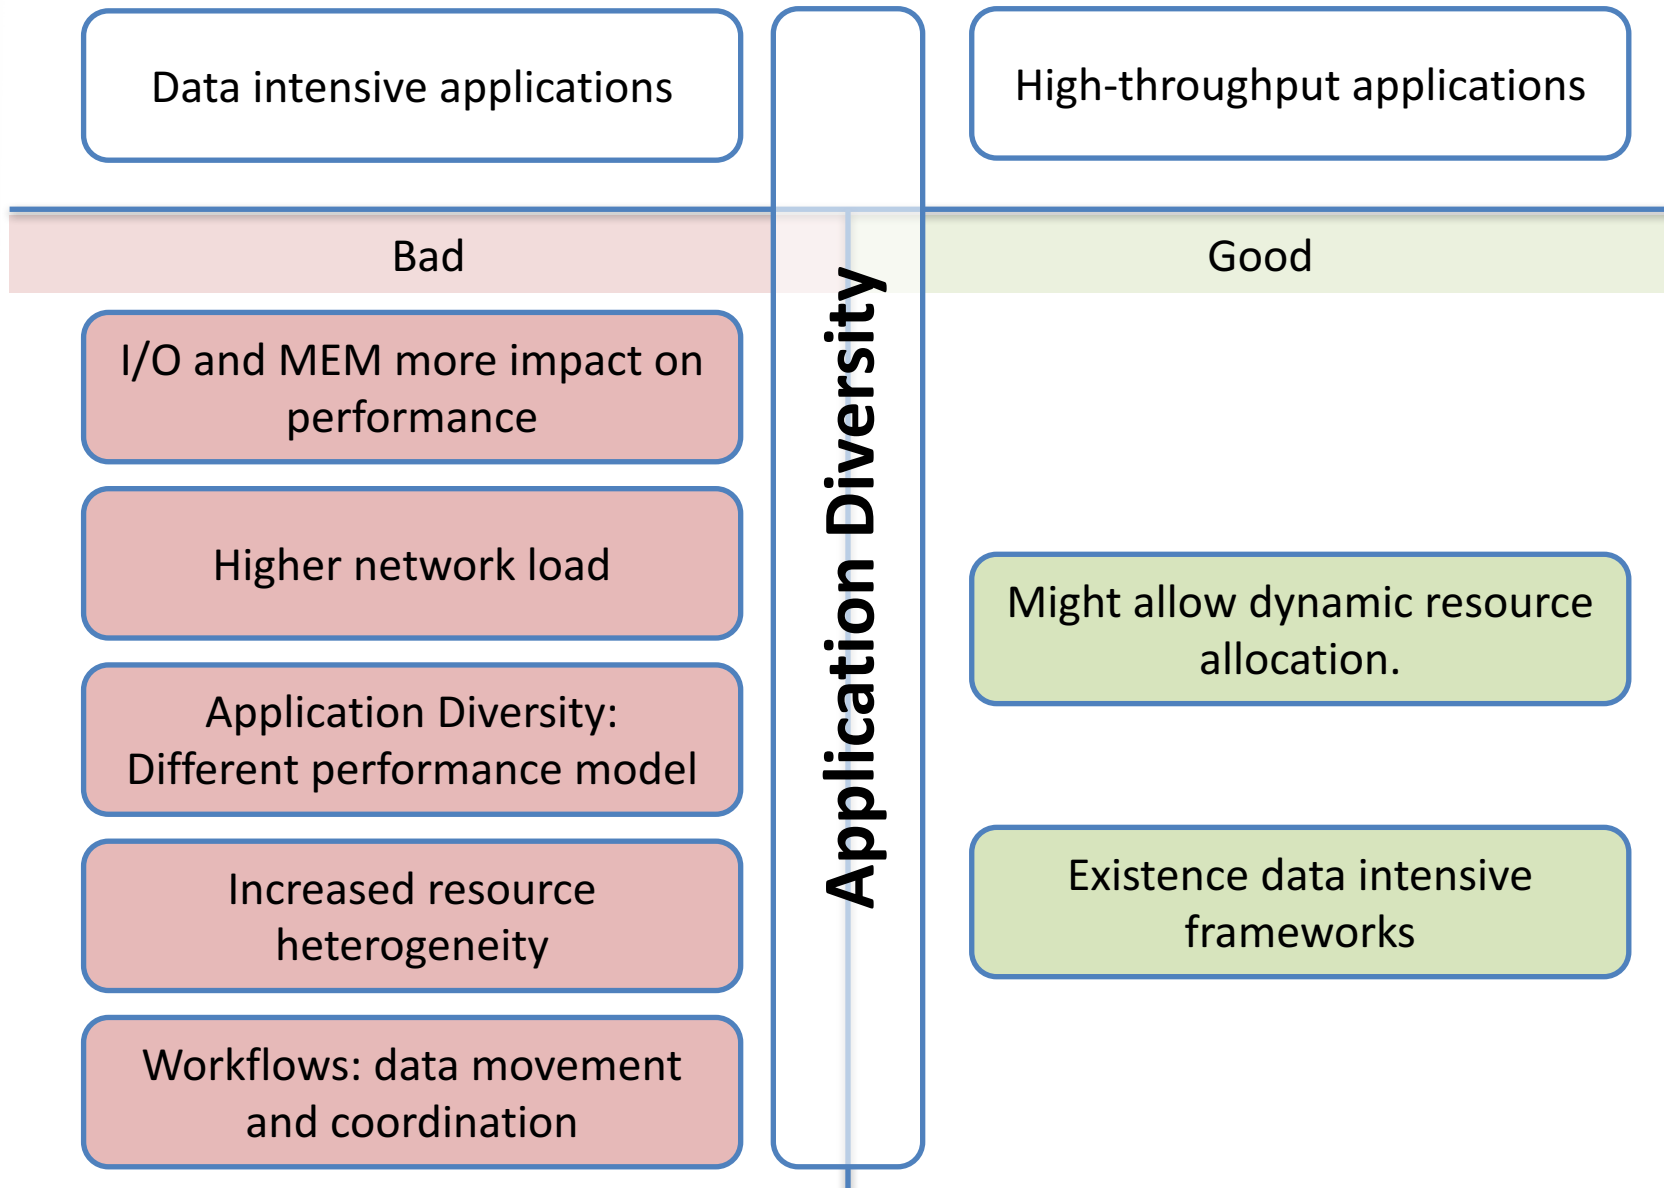 Data intensive applications
High-throughput applications
Application Diversity
Bad
Good
I/O and MEM more impact on
performance
Higher network load
Application Diversity:
Different performance model
Increased resource
heterogeneity
Workflows: data movement
and coordination
Might allow dynamic resource
allocation.
Existence data intensive
frameworks